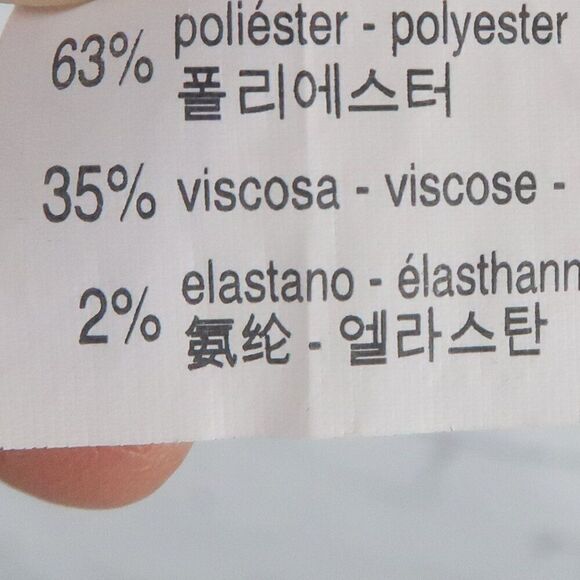 63% poliéster - polyester
폴리에스터
35% viscosa - viscose -
2% elastano - élasthann
氨纶 - 엘라스탄